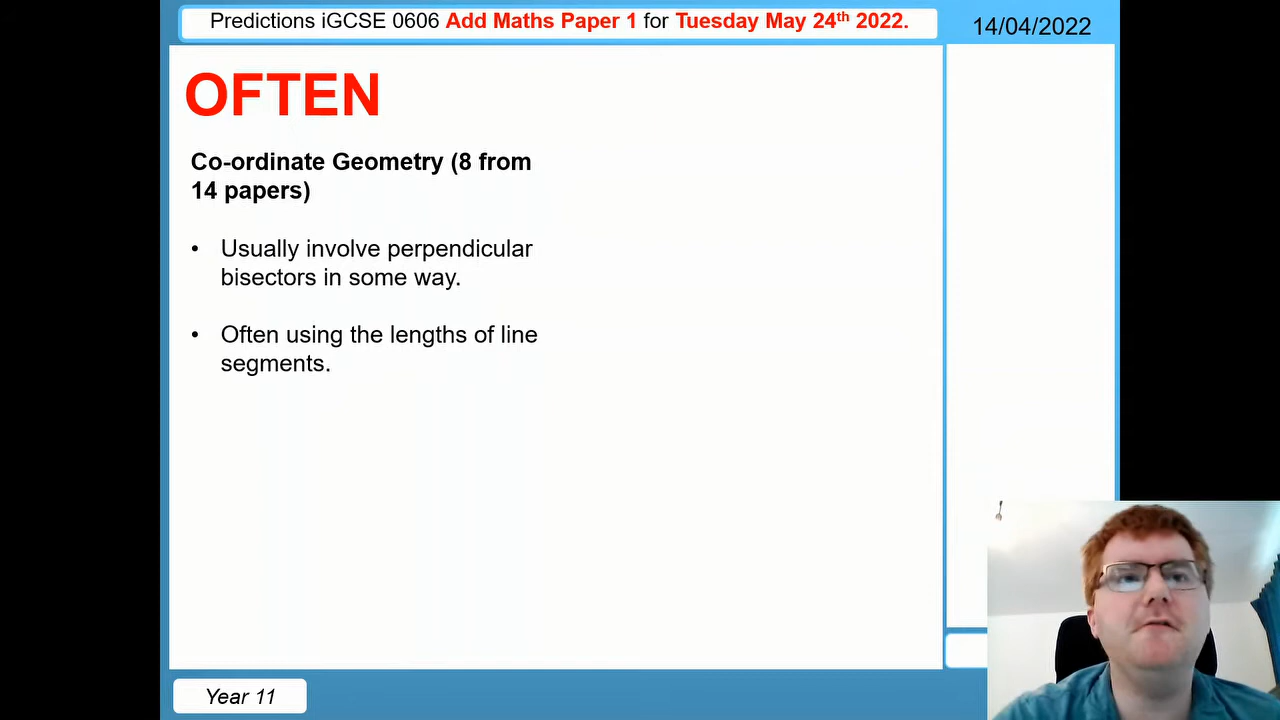 Predictions iGCSE 0606 Add Maths Paper 1 for Tuesday May 24th 2022.
14/04/2022
OFTEN
Co-ordinate Geometry (8 from
14 papers)
• Usually involve perpendicular
bisectors in some way.
• Often using the lengths of line
segments.
Year 11